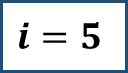 i = 5